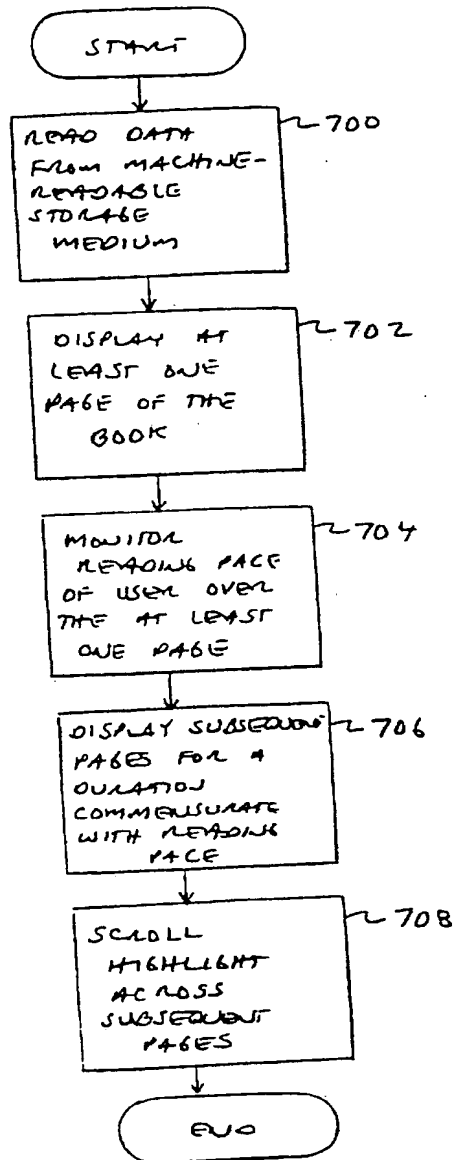 START
READ DATA
FROM MACHINE-
READABLE
STORAGE
MEDIUM
700
DISPLAY AT
LEAST ONE
PAGE OF THE
BOOK
702
MONITOR
READING PACE
OF USER OVER
THE AT LEAST
ONE PAGE
704
DISPLAY SUBSEQUENT
PAGES FOR A
DURATION
COMMENSURATE
WITH READING
PACE
706
SCROLL
HIGHLIGHT
ACROSS
SUBSEQUENT
PAGES
708
END